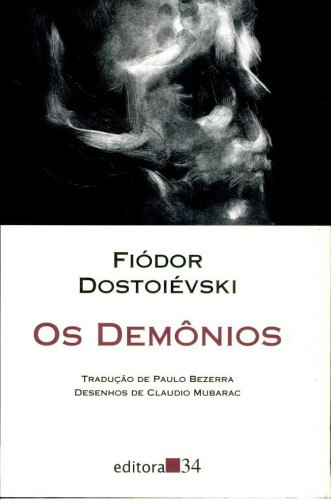 FIÓDOR
DOSTOIÉVSKI
OS DEMÔNIOS
TRADUÇÃO DE PAULO BEZERRA
DESENHOS DE CLAUDIO MUBARAC
editora 34